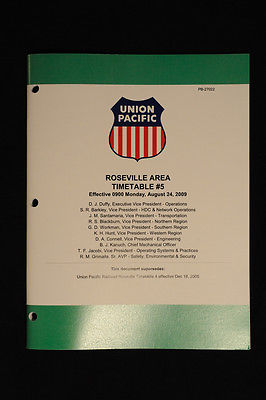 PB-27022
UNION
PACIFIC
ROSEVILLE AREA
TIMETABLE #5
Effective 0900 Monday, August 24, 2009
D. J. Duffy, Executive Vice President - Operations
S. R. Barkley, Vice President - HDC & Network Operations
J. M. Santamaria, Vice President - Transportation
R. S. Blackburn, Vice President - Northern Region
G. D. Workman, Vice President - Southern Region
K. H. Hunt, Vice President - Western Region
D. A. Connell, Vice President - Engineering
B. J. Kanuch, Chief Mechanical Officer
T. F. Jacobi, Vice President - Operating Systems & Practices
R. M. Grimaila, Sr. AVP - Safety, Environmental & Security
This document supersedes:
Union Pacific Railroad Roseville Timetable 4 effective Dec 18, 2005